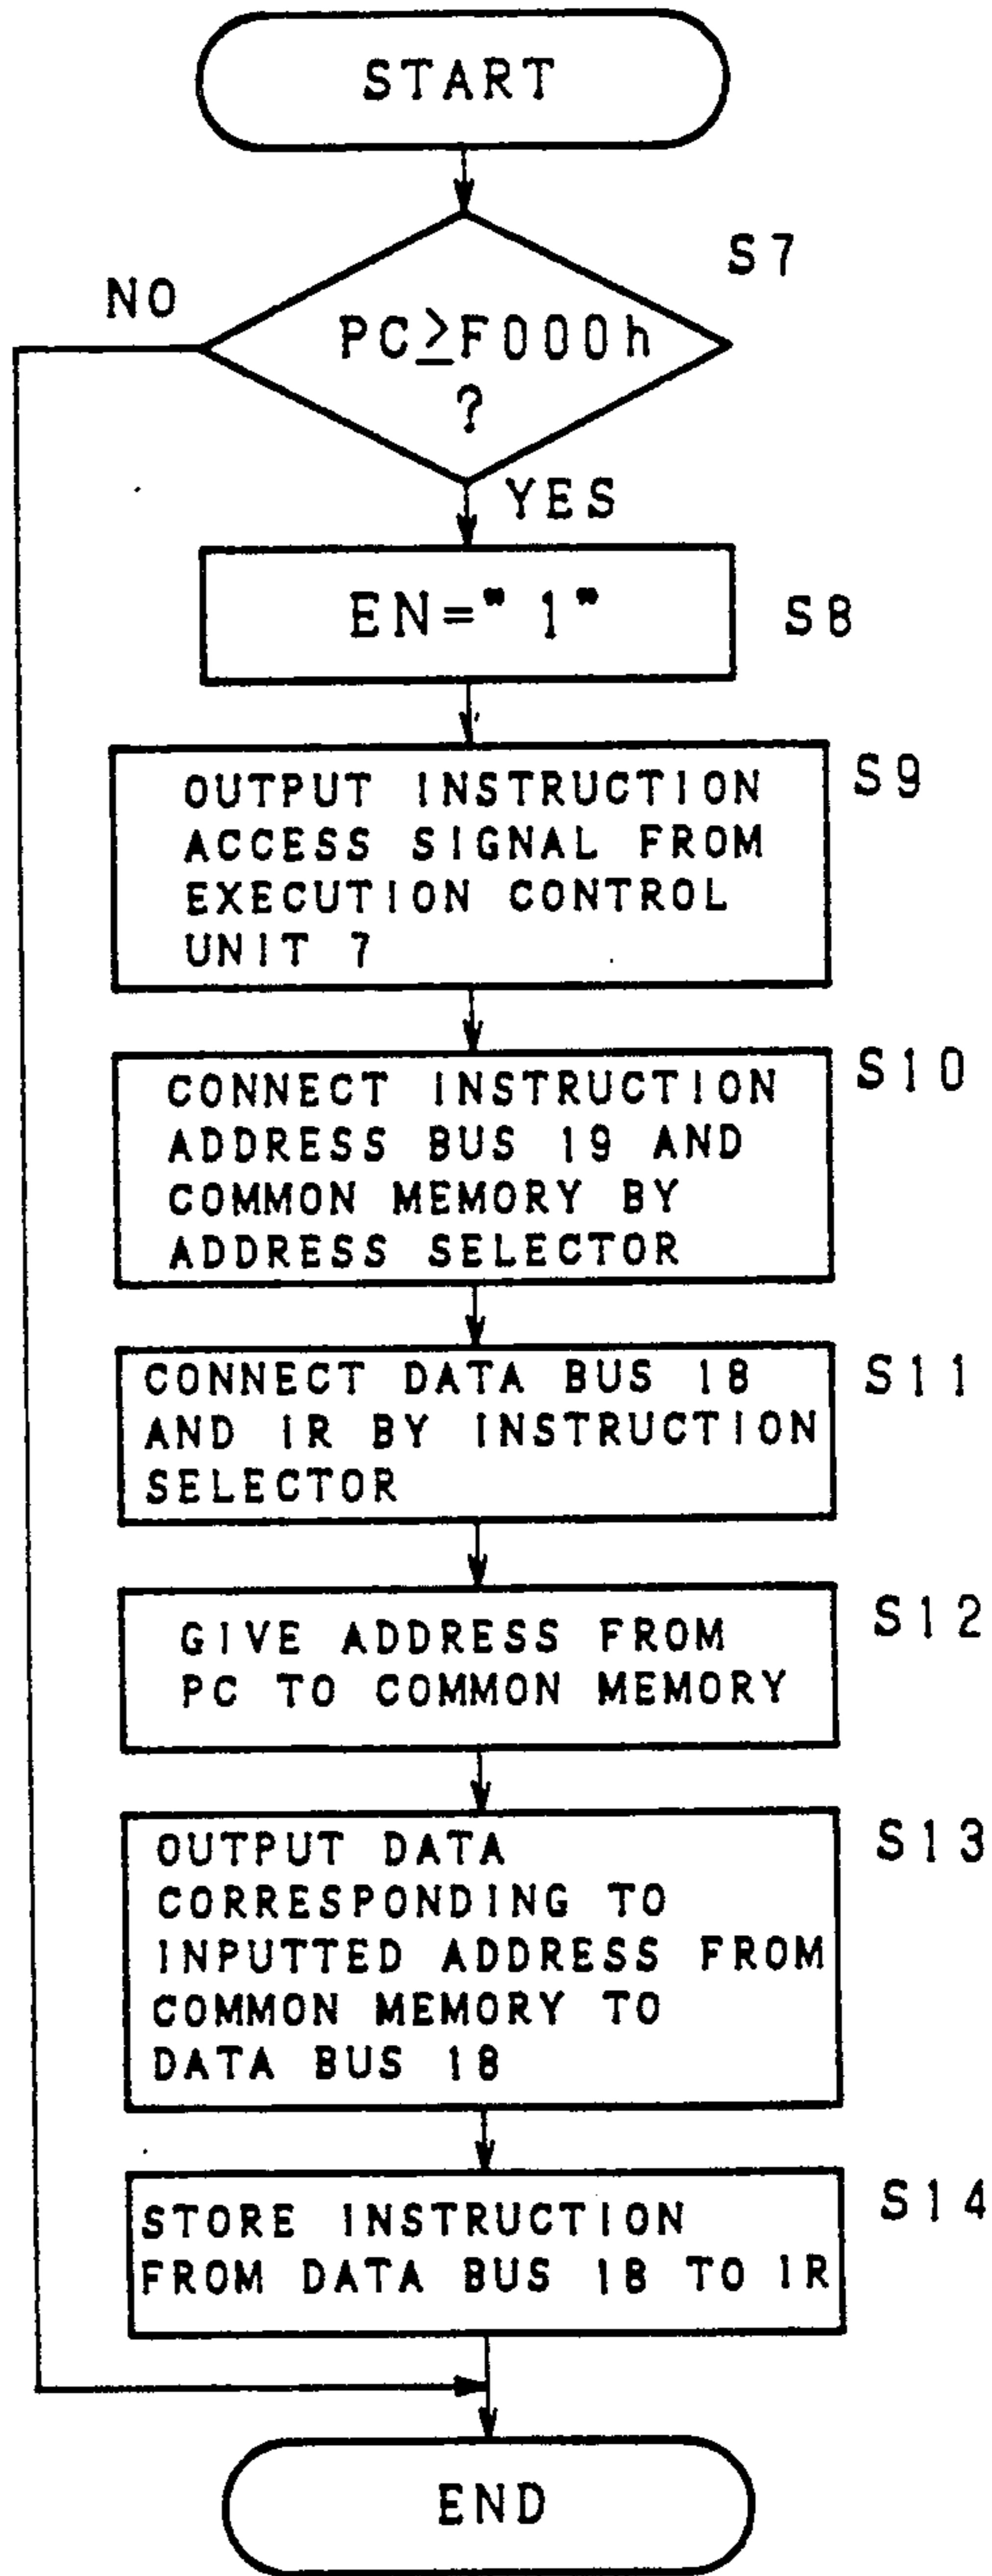 START
S7
NO
PC≥F000h
?
YES
EN="1"
S8
OUTPUT INSTRUCTION
ACCESS SIGNAL FROM
EXECUTION CONTROL
UNIT 7
S9
CONNECT INSTRUCTION
ADDRESS BUS 19 AND
COMMON MEMORY BY
ADDRESS SELECTOR
S10
CONNECT DATA BUS 18
AND IR BY INSTRUCTION
SELECTOR
S11
GIVE ADDRESS FROM
PC TO COMMON MEMORY
S12
OUTPUT DATA
CORRESPONDING TO
INPUTTED ADDRESS FROM
COMMON MEMORY TO
DATA BUS 18
S13
STORE INSTRUCTION
FROM DATA BUS 18 TO IR
S14
END